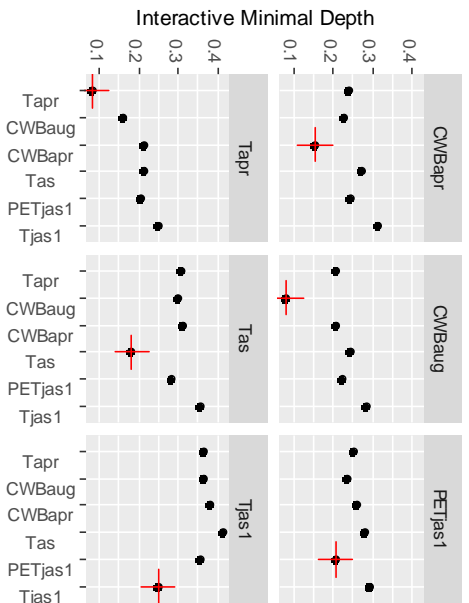 Interactive Minimal Depth
0.1 0.2 0.3 0.4 0.1 0.2 0.3 0.4
Tapr
CWBaug
CWBapr
Tas
PETjas1
Tjas1
Tapr
CWBapr
Tapr
CWBaug
CWBapr
Tas
PETjas1
Tjas1
Tas
CWBaug
Tapr
CWBaug
CWBapr
Tas
PETjas1
Tjas1
Tjas1
PETjas1